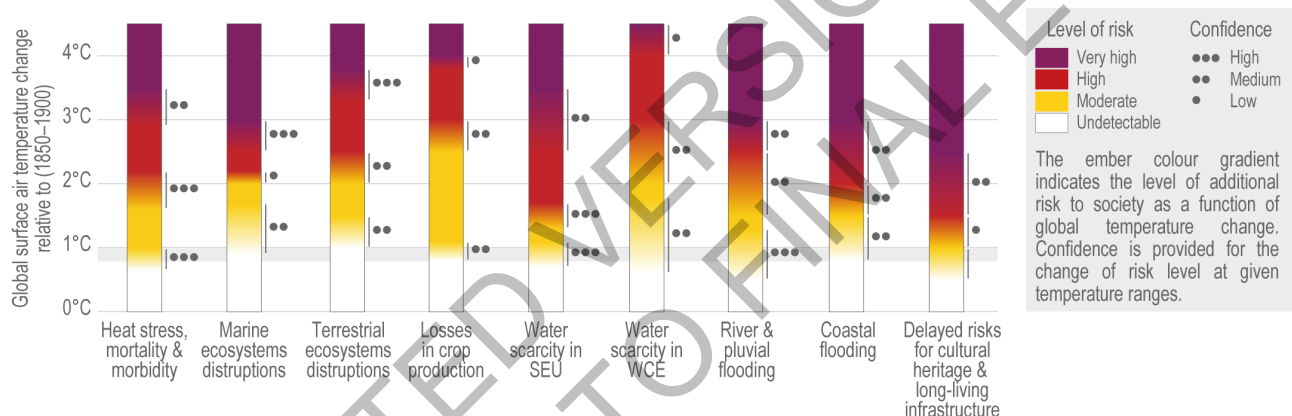 Global surface air temperature change
relative to (1850–1900)
4°C
3°C
2°C
1°C
0°C
Heat stress,
mortality &
morbidity
Marine
ecosystems
distruptions
Terrestrial
ecosystems
distruptions
Losses
in crop
production
Water
scarcity in
SEU
Water
scarcity in
WCE
River &
pluvial
flooding
Coastal
flooding
Delayed risks
for cultural
heritage &
long-living
infrastructure
Level of risk
Very high
High
Moderate
Undetectable
Confidence
High
Medium
Low
The ember colour gradient
indicates the level of additional
risk to society as a function of
global temperature change.
Confidence is provided for the
change of risk level at given
temperature ranges.
TED VERSIO
TO FINAL E